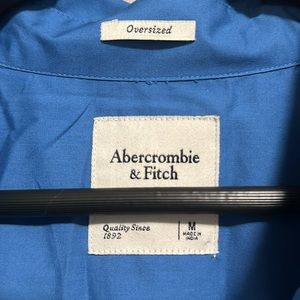 Oversized
Abercrombie
& Fitch
Quality Since
1892
M
MADE IN
INDIA